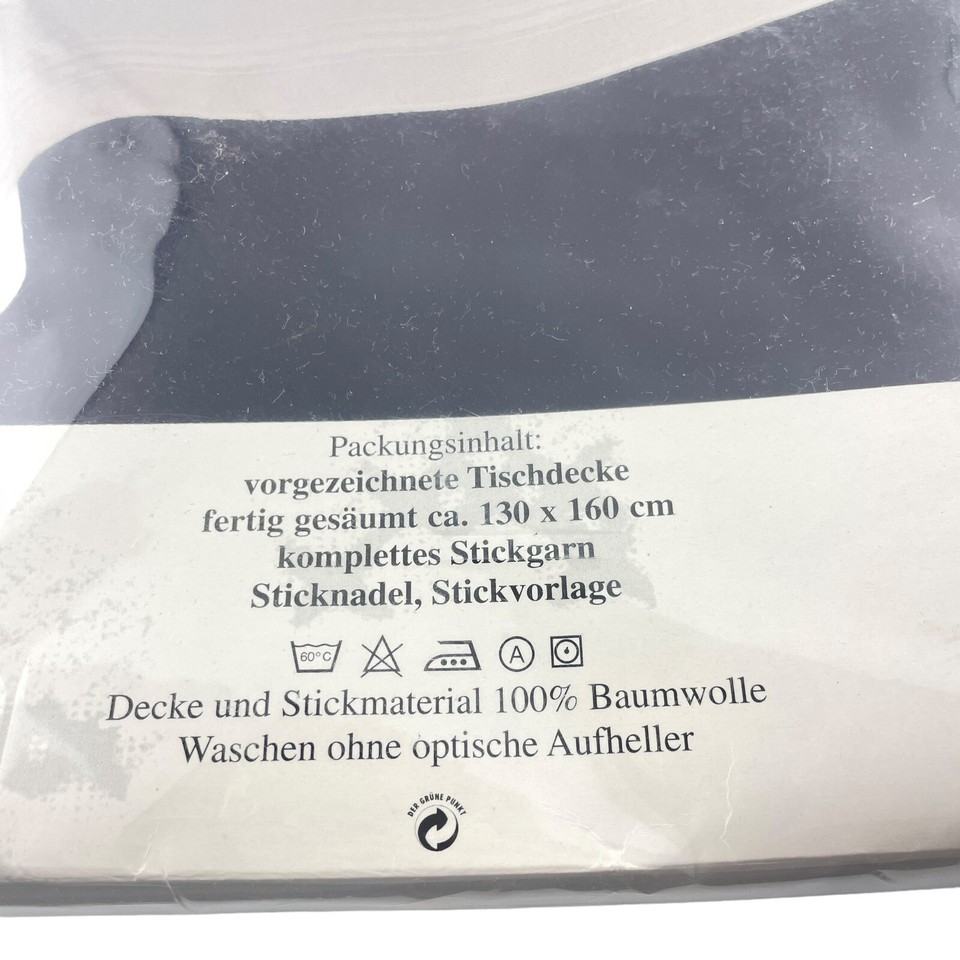 Packungsinhalt:
vorgezeichnete Tischdecke
fertig gesäumt ca. 130 x 160 cm
komplettes Stickgarn
Sticknadel, Stickvorlage
60°C A
Decke und Stickmaterial 100% Baumwolle
Waschen ohne optische Aufheller
DER GRÜNE PUNKT